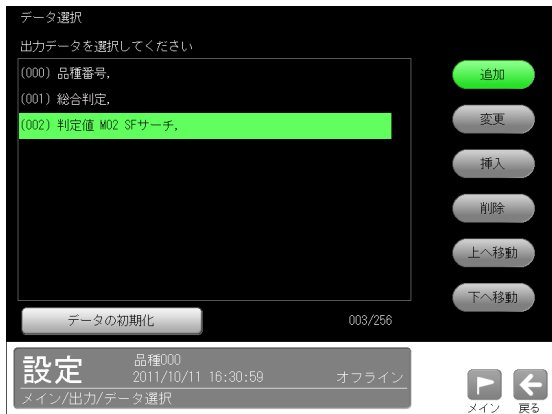 データ選択
出力データを選択してください
(000) 品種番号,
(001) 総合判定,
(002) 判定値 M02 SFサーチ,
追加
変更
挿入
削除
上へ移動
下へ移動
データの初期化
003/256
設定
品種000
2011/10/11 16:30:59
オフライン
メイン/出力/データ選択
メイン
戻る